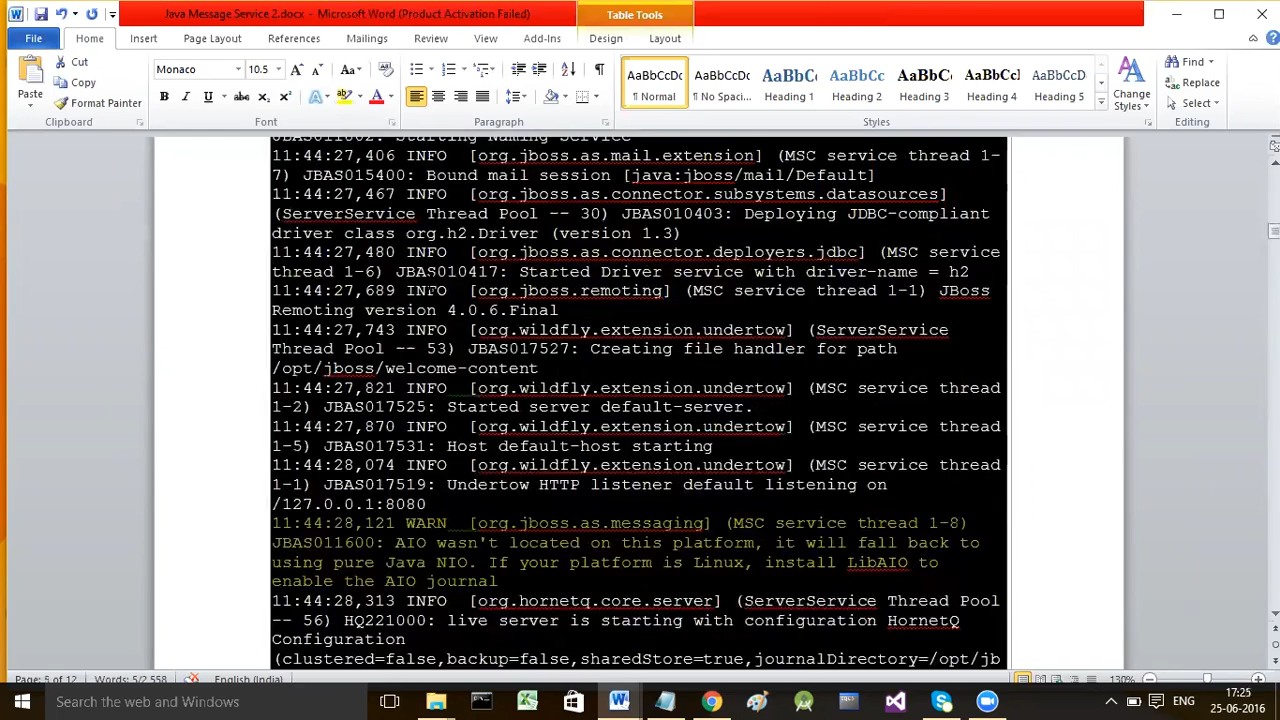 Java Message Service 2.docx - Microsoft Word (Product Activation Failed)
Table Tools
File Home Insert Page Layout References Mailings Review View Add-Ins Design Layout
Paste
Cut
Copy
Format Painter
Clipboard
Monaco 10.5
Font
Paragraph
AaBbCcDc ¶ Normal
AaBbCcDc ¶ No Spaci...
AaBbCc Heading 1
AaBbCc Heading 2
AaBbCc Heading 3
AaBbCc Heading 4
AaBbCcD Heading 5
Change Styles
Styles
Find
Replace
Select
Editing
JBAS011802: Starting Naming Service
11:44:27,406 INFO [org.jboss.as.mail.extension] (MSC service thread 1-
7) JBAS015400: Bound mail session [java:jboss/mail/Default]
11:44:27,467 INFO [org.jboss.as.connector.subsystems.datasources]
(ServerService Thread Pool -- 30) JBAS010403: Deploying JDBC-compliant
driver class org.h2.Driver (version 1.3)
11:44:27,480 INFO [org.jboss.as.connector.deployers.jdbc] (MSC service
thread 1-6) JBAS010417: Started Driver service with driver-name = h2
11:44:27,689 INFO [org.jboss.remoting] (MSC service thread 1-1) JBoss
Remoting version 4.0.6.Final
11:44:27,743 INFO [org.wildfly.extension.undertow] (ServerService
Thread Pool -- 53) JBAS017527: Creating file handler for path
/opt/jboss/welcome-content
11:44:27,821 INFO [org.wildfly.extension.undertow] (MSC service thread
1-2) JBAS017525: Started server default-server.
11:44:27,870 INFO [org.wildfly.extension.undertow] (MSC service thread
1-5) JBAS017531: Host default-host starting
11:44:28,074 INFO [org.wildfly.extension.undertow] (MSC service thread
1-1) JBAS017519: Undertow HTTP listener default listening on
/127.0.0.1:8080
11:44:28,121 WARN [org.jboss.as.messaging] (MSC service thread 1-8)
JBAS011600: AIO wasn't located on this platform, it will fall back to
using pure Java NIO. If your platform is Linux, install LibAIO to
enable the AIO journal
11:44:28,313 INFO [org.hornetq.core.server] (ServerService Thread Pool
-- 56) HQ221000: live server is starting with configuration HornetQ
Configuration
(clustered=false,backup=false,sharedStore=true,journalDirectory=/opt/jb
Page: 5 of 12 Words: 5/2,558 English (India) 130%
Search the Web and Windows
ENG
17:25
25-06-2016